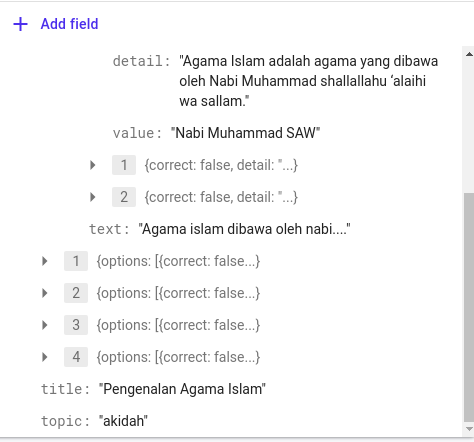 + Add field
detail: "Agama Islam adalah agama yang dibawa
oleh Nabi Muhammad shallallahu ‘alaihi
wa sallam."
value: "Nabi Muhammad SAW"
1 {correct: false, detail: "...}
2 {correct: false, detail: "...}
text: "Agama islam dibawa oleh nabi...."
1 {options: [{correct: false...}
2 {options: [{correct: false...}
3 {options: [{correct: false...}
4 {options: [{correct: false...}
title: "Pengenalan Agama Islam"
topic: "akidah"